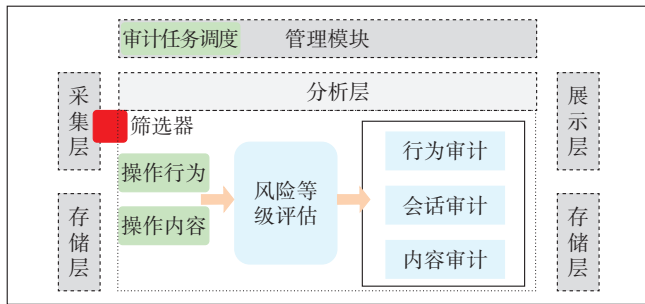 审计任务调度 管理模块
分析层
采集层
筛选器
操作行为
操作内容
存储层
风险等
级评估
行为审计
会话审计
内容审计
展示层
存储层